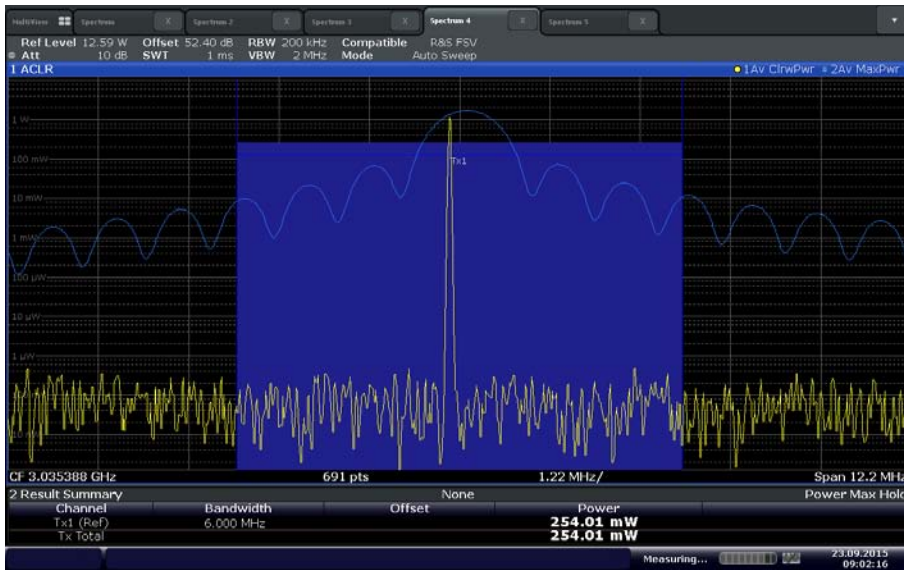 MultiView Spectrum X Spectrum 2 X Spectrum 3 X Spectrum 4 X Spectrum 5 X
Ref Level 12.59 W Offset 52.40 dB RBW 200 kHz Compatible R&S FSV
Att 10 dB SWT 1 ms VBW 2 MHz Mode Auto Sweep
1 ACLR 1Av ClrwPwr 2Av MaxPwr
1 W
100 mW
Tx1
10 mW
1 mW
100 µW
10 µW
1 µW
CF 3.035388 GHz 691 pts 1.22 MHz/ Span 12.2 MHz
2 Result Summary None Power Max Hold
Channel Bandwidth Offset Power
Tx1 (Ref) 6.000 MHz 254.01 mW
Tx Total 254.01 mW
Measuring... 23.09.2015
09:02:16